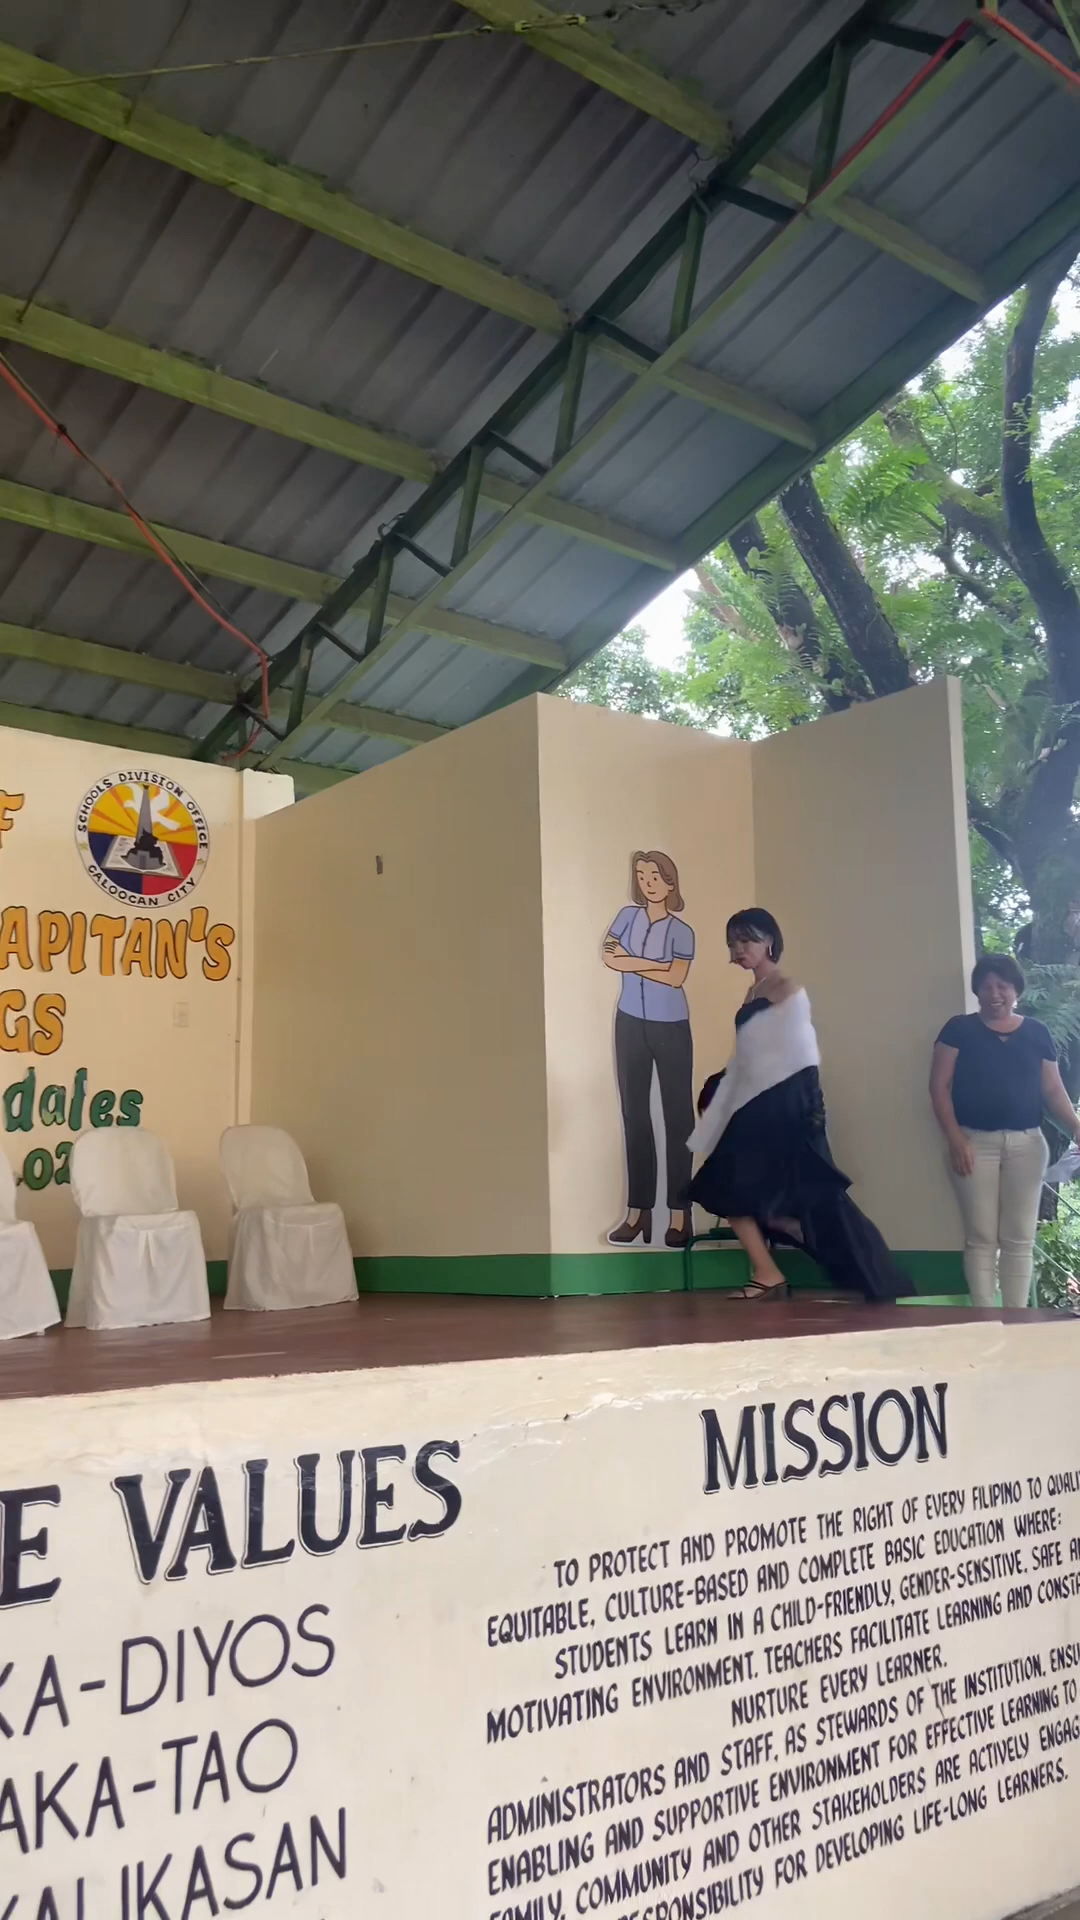 F
SCHOOLS DIVISION OFFICE
CALOOCAN CITY
APITAN'S
GS
dales
.02
E VALUES
KA-DIYOS
AKA-TAO
KALIKASAN
MISSION
TO PROTECT AND PROMOTE THE RIGHT OF EVERY FILIPINO TO QUALI
EQUITABLE, CULTURE-BASED AND COMPLETE BASIC EDUCATION WHERE:
STUDENTS LEARN IN A CHILD-FRIENDLY, GENDER-SENSITIVE, SAFE A
MOTIVATING ENVIRONMENT. TEACHERS FACILITATE LEARNING AND CONSTA
NURTURE EVERY LEARNER.
ADMINISTRATORS AND STAFF, AS STEWARDS OF THE INSTITUTION, ENSU
ENABLING AND SUPPORTIVE ENVIRONMENT FOR EFFECTIVE LEARNING TO
FAMILY, COMMUNITY AND OTHER STAKEHOLDERS ARE ACTIVELY ENGAG
RESPONSIBILITY FOR DEVELOPING LIFE-LONG LEARNERS.